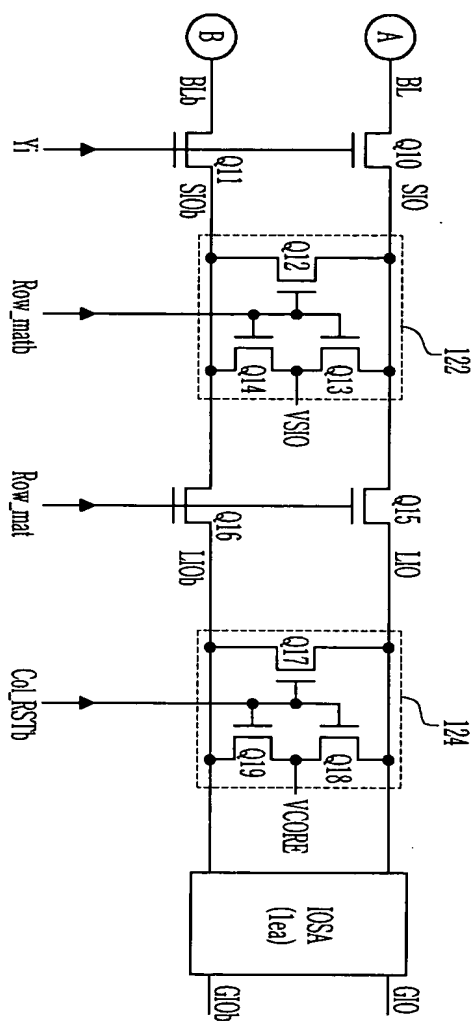 A
BL
Q10
SIO
122
Q12
Q13
VSIO
Q14
Q15
LIO
124
Q17
Q18
VCORE
Q19
IOSA
(1ea)
GIO
B
BLb
Q11
SIOb
Q16
LIOb
GIOb
Yi
Row_matb
Row_mat
Col_RSTb